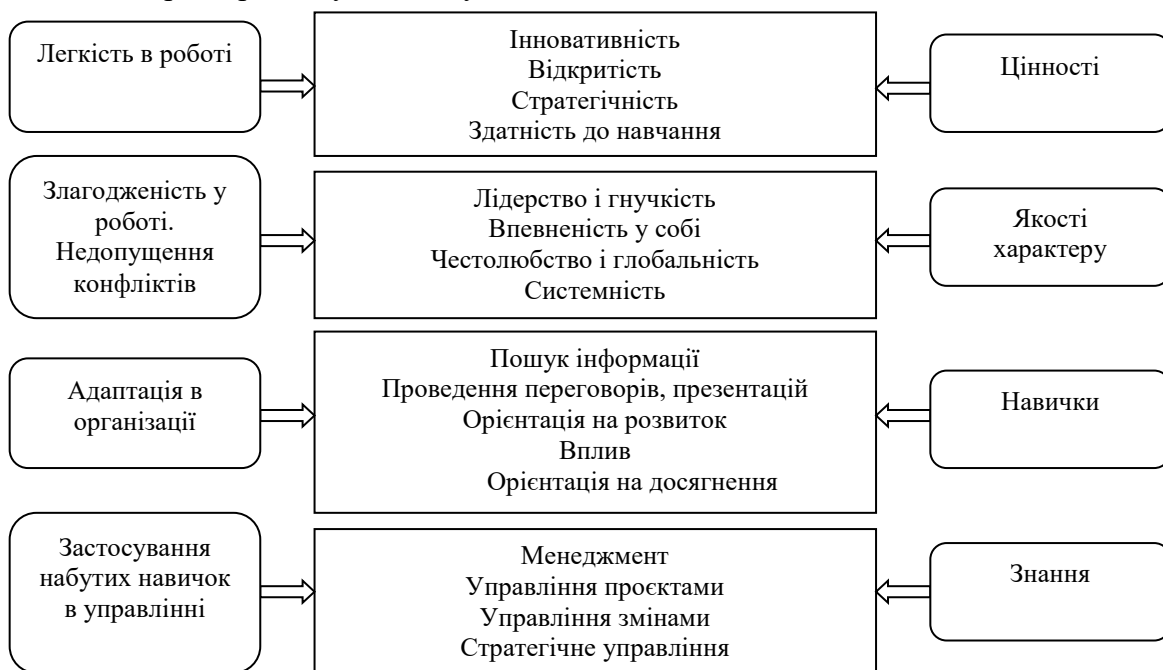 Легкість в роботі
Інновативність
Відкритість
Стратегічність
Здатність до навчання
Цінності
Злагодженість у
роботі.
Недопущення
конфліктів
Лідерство і гнучкість
Впевненість у собі
Честолюбство і глобальність
Системність
Якості
характеру
Адаптація в
організації
Пошук інформації
Проведення переговорів, презентацій
Орієнтація на розвиток
Вплив
Орієнтація на досягнення
Навички
Застосування
набутих навичок
в управлінні
Менеджмент
Управління проєктами
Управління змінами
Стратегічне управління
Знання